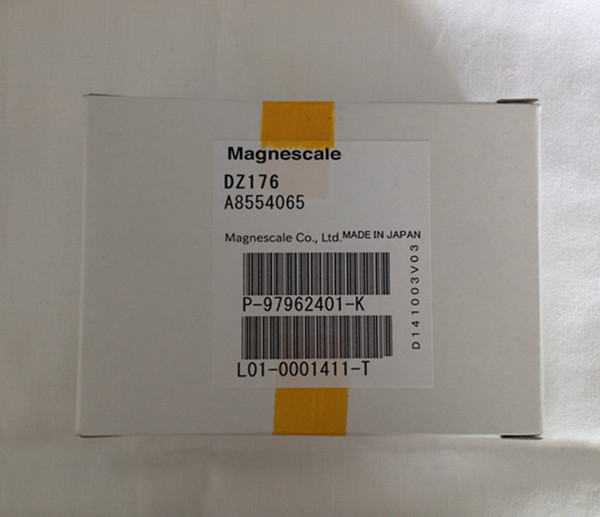 Magnescale
DZ176
A8554065
Magnescale Co., Ltd. MADE IN JAPAN
P-97962401-K
L01-0001411-T
D141003V03